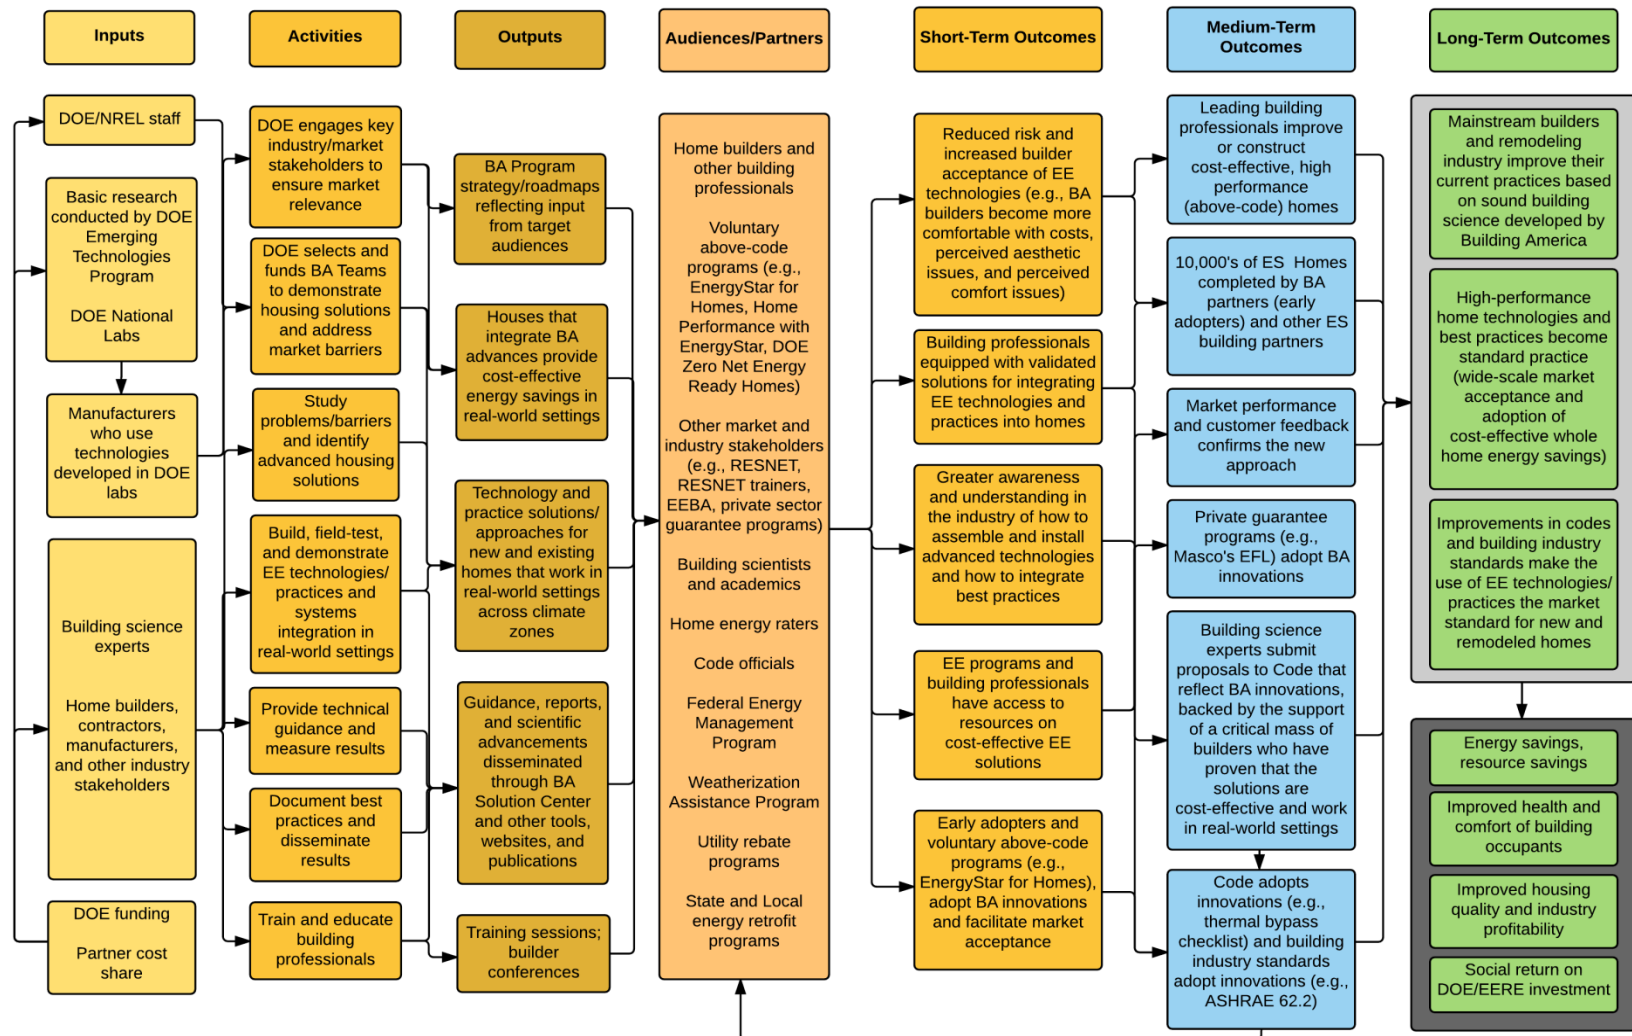 Inputs
DOE/NREL staff
Basic research
conducted by DOE
Emerging
Technologies
Program
DOE National
Labs
Manufacturers
who use
technologies
developed in DOE
labs
Building science
experts
Home builders,
contractors,
manufacturers,
and other industry
stakeholders
DOE funding
Partner cost
share
Activities
DOE engages key
industry/market
stakeholders to
ensure market
relevance
DOE selects and
funds BA Teams
to demonstrate
housing solutions
and address
market barriers
Study
problems/barriers
and identify
advanced housing
solutions
Build, field-test,
and demonstrate
EE technologies/
practices and
systems
integration in
real-world settings
Provide technical
guidance and
measure results
Document best
practices and
disseminate
results
Train and educate
building
professionals
Outputs
BA Program
strategy/roadmaps
reflecting input
from target
audiences
Houses that
integrate BA
advances provide
cost-effective
energy savings in
real-world settings
Technology and
practice solutions/
approaches for
new and existing
homes that work in
real-world settings
across climate
zones
Guidance, reports,
and scientific
advancements
disseminated
through BA
Solution Center
and other tools,
websites, and
publications
Training sessions;
builder
conferences
Audiences/Partners
Home builders and
other building
professionals
Voluntary
above-code
programs (e.g.,
EnergyStar for
Homes, Home
Performance with
EnergyStar, DOE
Zero Net Energy
Ready Homes)
Other market and
industry stakeholders
(e.g., RESNET,
RESNET trainers,
EEBA, private sector
guarantee programs)
Building scientists
and academics
Home energy raters
Code officials
Federal Energy
Management
Program
Weatherization
Assistance Program
Utility rebate
programs
State and Local
energy retrofit
programs
Short-Term Outcomes
Reduced risk and
increased builder
acceptance of EE
technologies (e.g., BA
builders become more
comfortable with costs,
perceived aesthetic
issues, and perceived
comfort issues)
Building professionals
equipped with validated
solutions for integrating
EE technologies and
practices into homes
Greater awareness
and understanding in
the industry of how to
assemble and install
advanced technologies
and how to integrate
best practices
EE programs and
building professionals
have access to
resources on
cost-effective EE
solutions
Early adopters and
voluntary above-code
programs (e.g.,
EnergyStar for Homes),
adopt BA innovations
and facilitate market
acceptance
Medium-Term
Outcomes
Leading building
professionals improve
or construct
cost-effective, high
performance
(above-code) homes
10,000's of ES Homes
completed by BA
partners (early
adopters) and other ES
building partners
Market performance
and customer feedback
confirms the new
approach
Private guarantee
programs (e.g.,
Masco's EFL) adopt BA
innovations
Building science
experts submit
proposals to Code that
reflect BA innovations,
backed by the support
of a critical mass of
builders who have
proven that the
solutions are
cost-effective and work
in real-world settings
Code adopts
innovations (e.g.,
thermal bypass
checklist) and building
industry standards
adopt innovations (e.g.,
ASHRAE 62.2)
Long-Term Outcomes
Mainstream builders
and remodeling
industry improve their
current practices based
on sound building
science developed by
Building America
High-performance
home technologies and
best practices become
standard practice
(wide-scale market
acceptance and
adoption of
cost-effective whole
home energy savings)
Improvements in codes
and building industry
standards make the
use of EE technologies/
practices the market
standard for new and
remodeled homes
Energy savings,
resource savings
Improved health and
comfort of building
occupants
Improved housing
quality and industry
profitability
Social return on
DOE/EERE investment